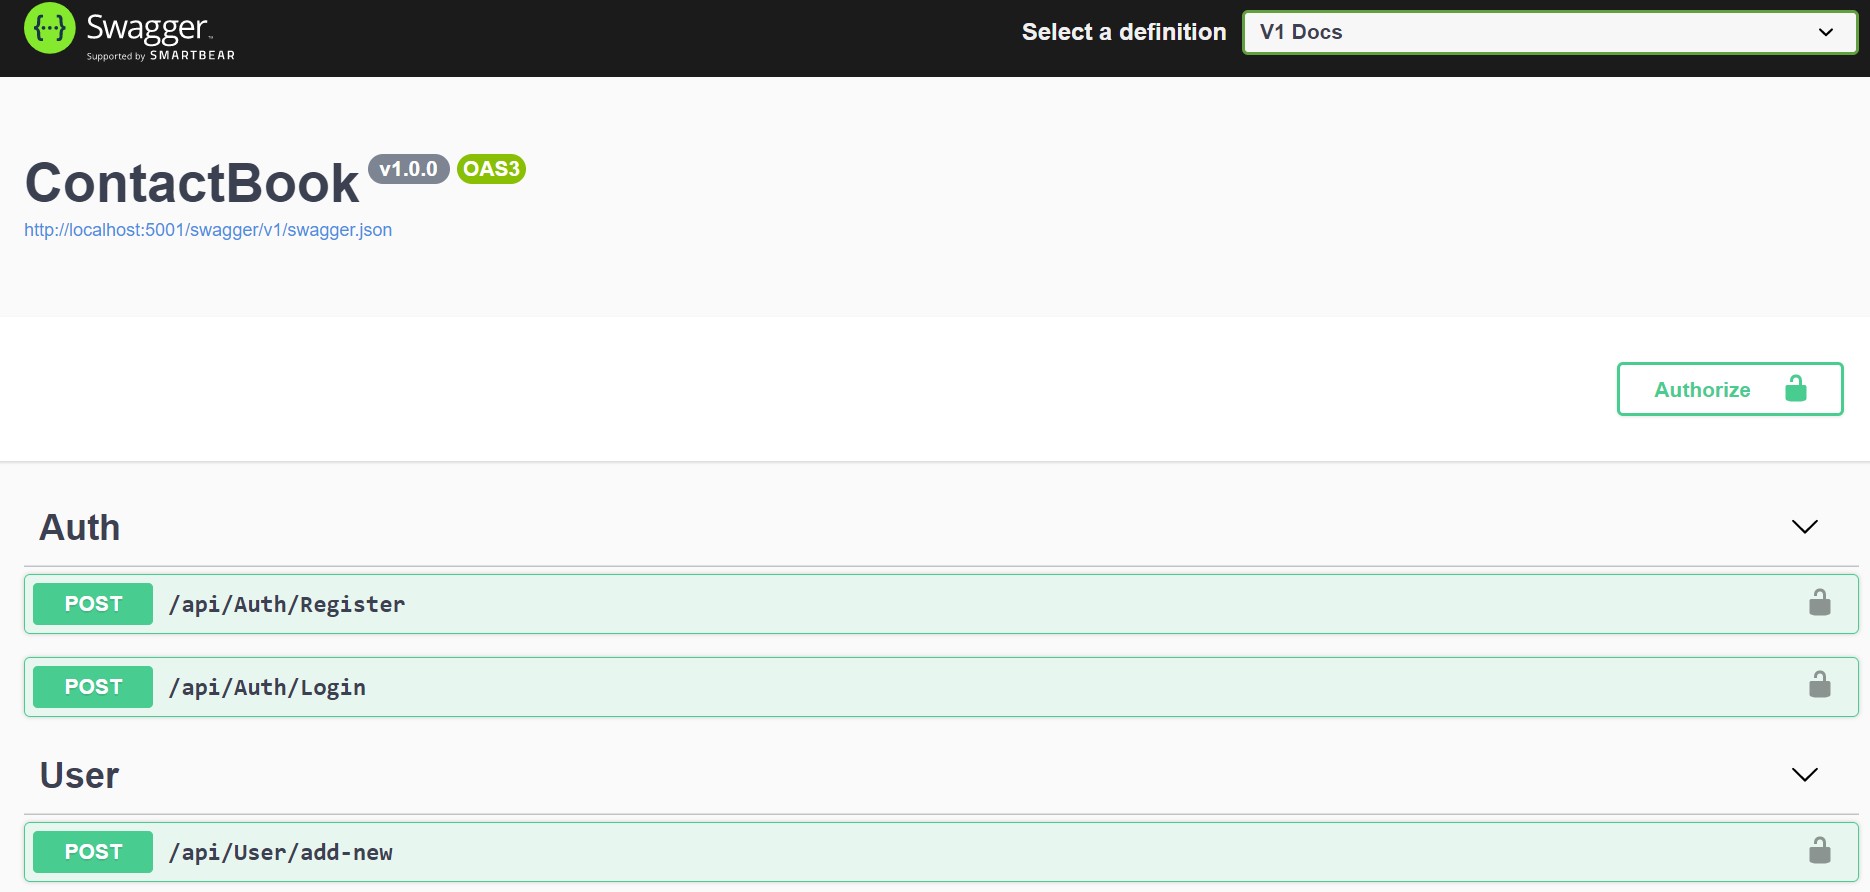 {···} Swagger™
Supported by SMARTBEAR
Select a definition V1 Docs
ContactBook v1.0.0 OAS3
http://localhost:5001/swagger/v1/swagger.json
Authorize
Auth
POST /api/Auth/Register
POST /api/Auth/Login
User
POST /api/User/add-new